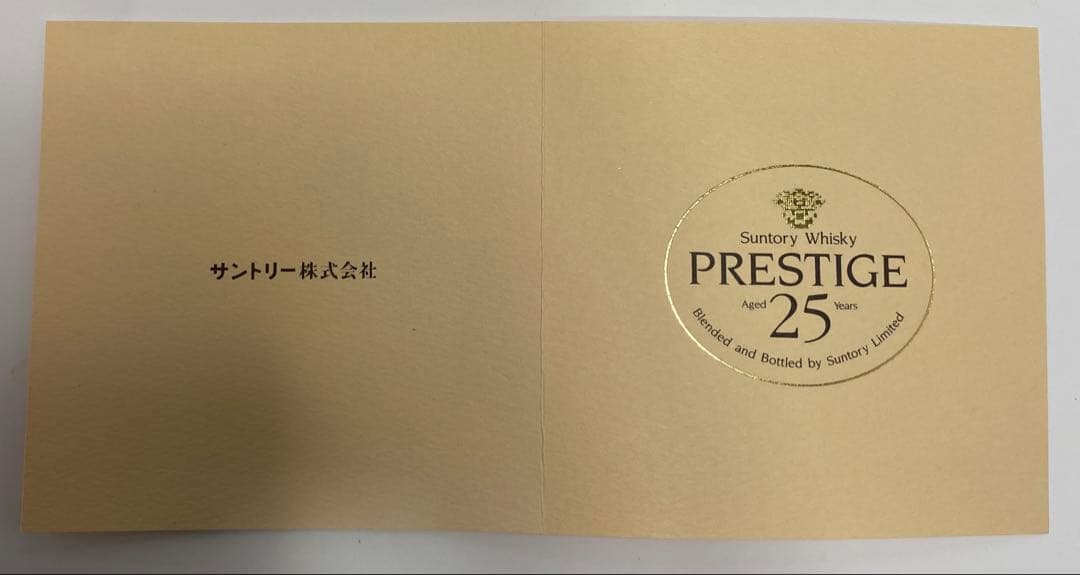 サントリー株式会社
Suntory Whisky
PRESTIGE
Aged 25 Years
Blended and Bottled by Suntory Limited